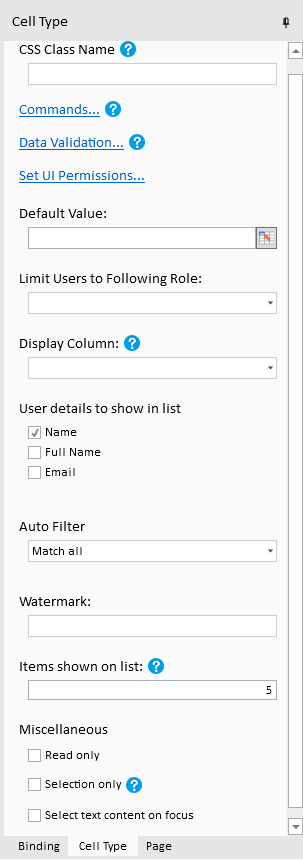 Cell Type
CSS Class Name ?
Commands... ?
Data Validation... ?
Set UI Permissions...
Default Value:
Limit Users to Following Role:
Display Column: ?
User details to show in list
Name
Full Name
Email
Auto Filter
Match all
Watermark:
Items shown on list: ?
5
Miscellaneous
Read only
Selection only ?
Select text content on focus
Binding Cell Type Page